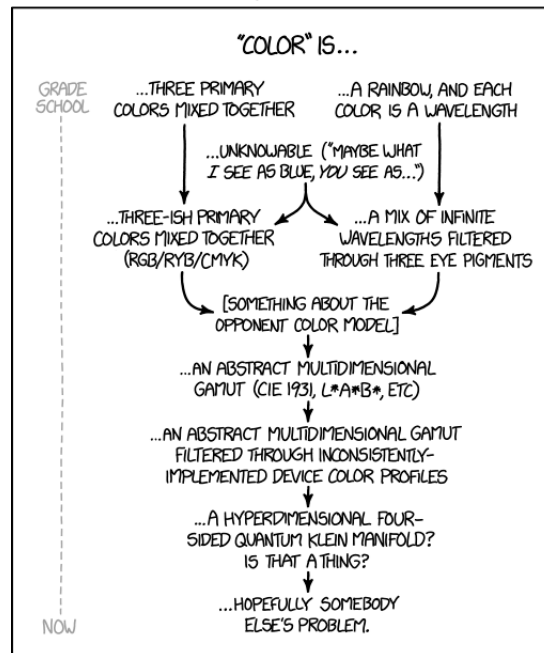 "COLOR" IS...
GRADE
SCHOOL
...THREE PRIMARY
COLORS MIXED TOGETHER
...A RAINBOW, AND EACH
COLOR IS A WAVELENGTH
...UNKNOWABLE ("MAYBE WHAT
I SEE AS BLUE, YOU SEE AS...")
...THREE-ISH PRIMARY
COLORS MIXED TOGETHER
(RGB/RYB/CMYK)
...A MIX OF INFINITE
WAVELENGTHS FILTERED
THROUGH THREE EYE PIGMENTS
[SOMETHING ABOUT THE
OPPONENT COLOR MODEL]
...AN ABSTRACT MULTIDIMENSIONAL
GAMUT (CIE 1931, L*A*B*, ETC)
...AN ABSTRACT MULTIDIMENSIONAL GAMUT
FILTERED THROUGH INCONSISTENTLY-
IMPLEMENTED DEVICE COLOR PROFILES
...A HYPERDIMENSIONAL FOUR-
SIDED QUANTUM KLEIN MANIFOLD?
IS THAT A THING?
...HOPEFULLY SOMEBODY
ELSE'S PROBLEM.
NOW